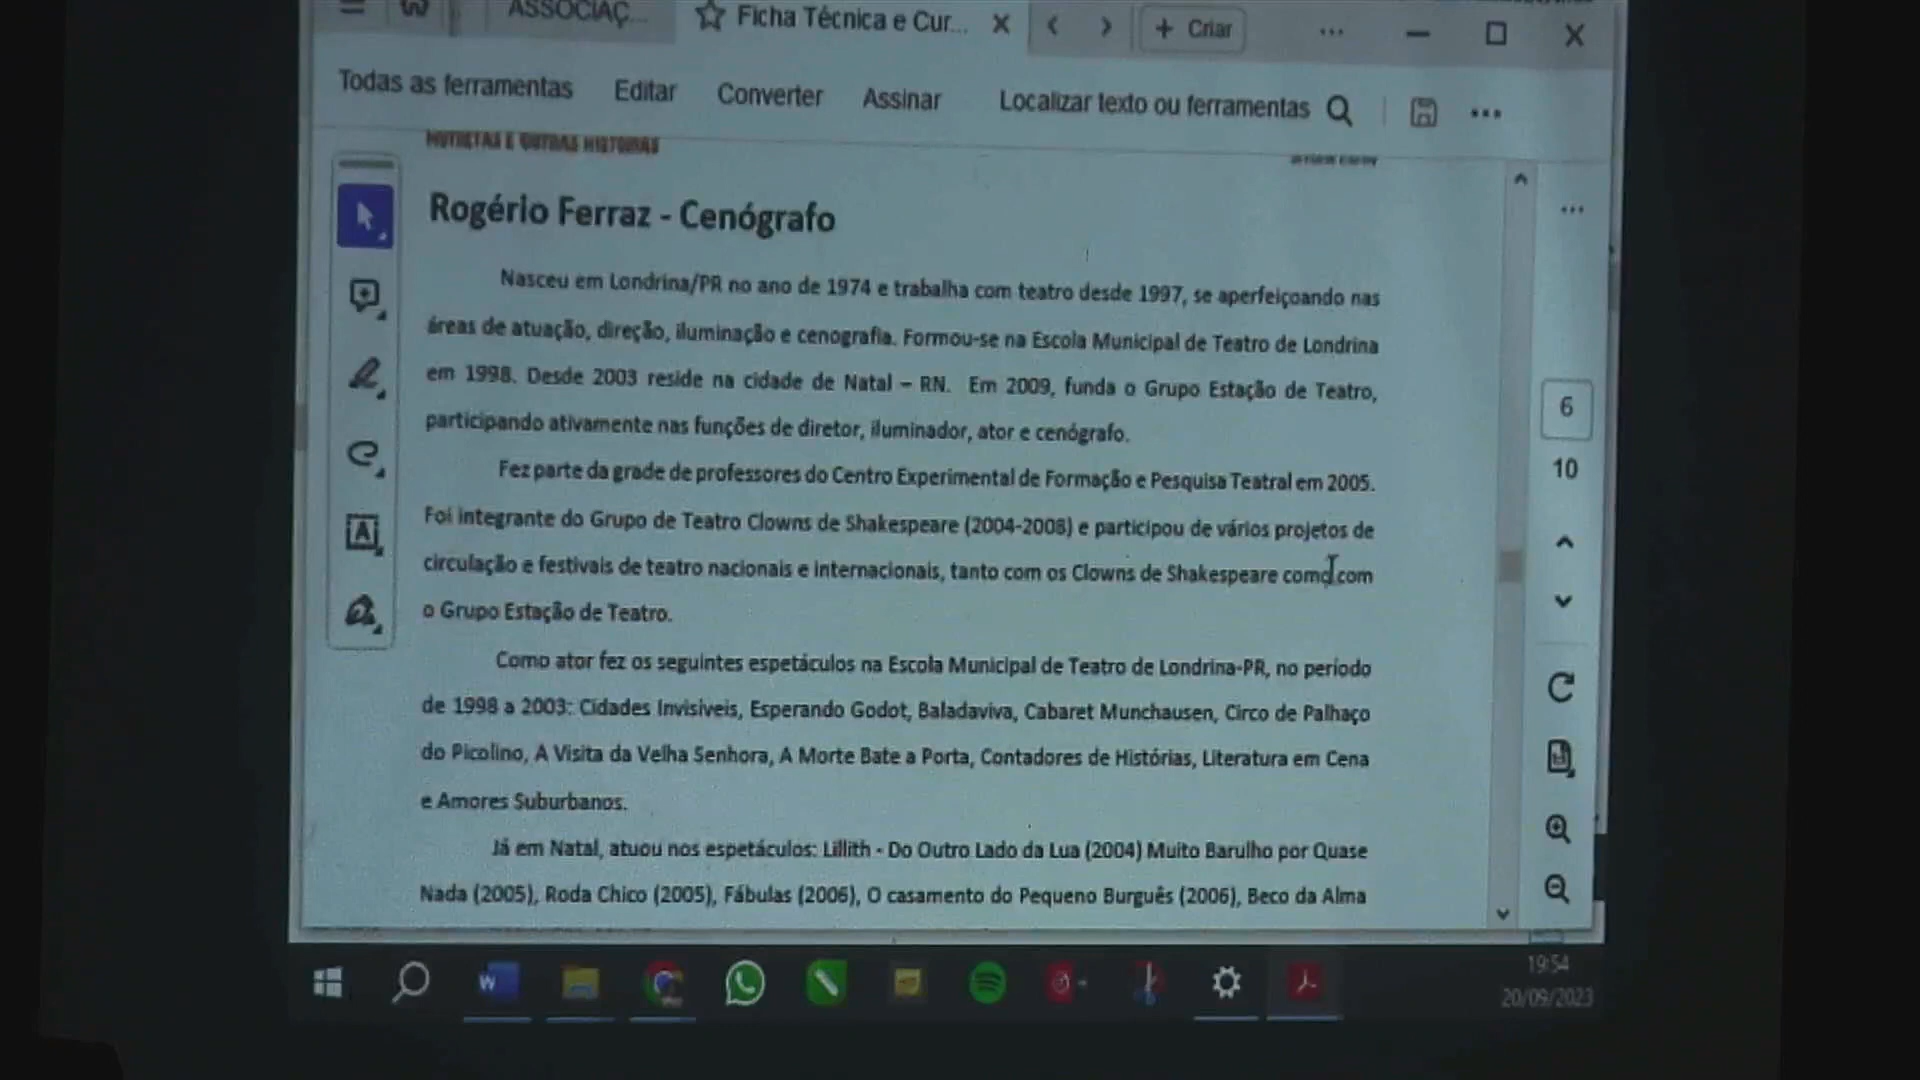 ASSOCIAÇ...
Ficha Técnica e Cur...
+ Criar
Todas as ferramentas
Editar
Converter
Assinar
Localizar texto ou ferramentas
E OUTRAS HISTÓRIAS
Rogério Ferraz - Cenógrafo
Nasceu em Londrina/PR no ano de 1974 e trabalha com teatro desde 1997, se aperfeiçoando nas
áreas de atuação, direção, iluminação e cenografia. Formou-se na Escola Municipal de Teatro de Londrina
em 1998. Desde 2003 reside na cidade de Natal – RN. Em 2009, funda o Grupo Estação de Teatro,
participando ativamente nas funções de diretor, iluminador, ator e cenógrafo.
Fez parte da grade de professores do Centro Experimental de Formação e Pesquisa Teatral em 2005.
Foi integrante do Grupo de Teatro Clowns de Shakespeare (2004-2008) e participou de vários projetos de
circulação e festivais de teatro nacionais e internacionais, tanto com os Clowns de Shakespeare como com
o Grupo Estação de Teatro.
Como ator fez os seguintes espetáculos na Escola Municipal de Teatro de Londrina-PR, no período
de 1998 a 2003: Cidades Invisíveis, Esperando Godot, Baladaviva, Cabaret Munchausen, Circo de Palhaço
do Picolino, A Visita da Velha Senhora, A Morte Bate a Porta, Contadores de Histórias, Literatura em Cena
e Amores Suburbanos.
Já em Natal, atuou nos espetáculos: Lillith - Do Outro Lado da Lua (2004) Muito Barulho por Quase
Nada (2005), Roda Chico (2005), Fábulas (2006), O casamento do Pequeno Burguês (2006), Beco da Alma
6
10
19:54
20/09/2023